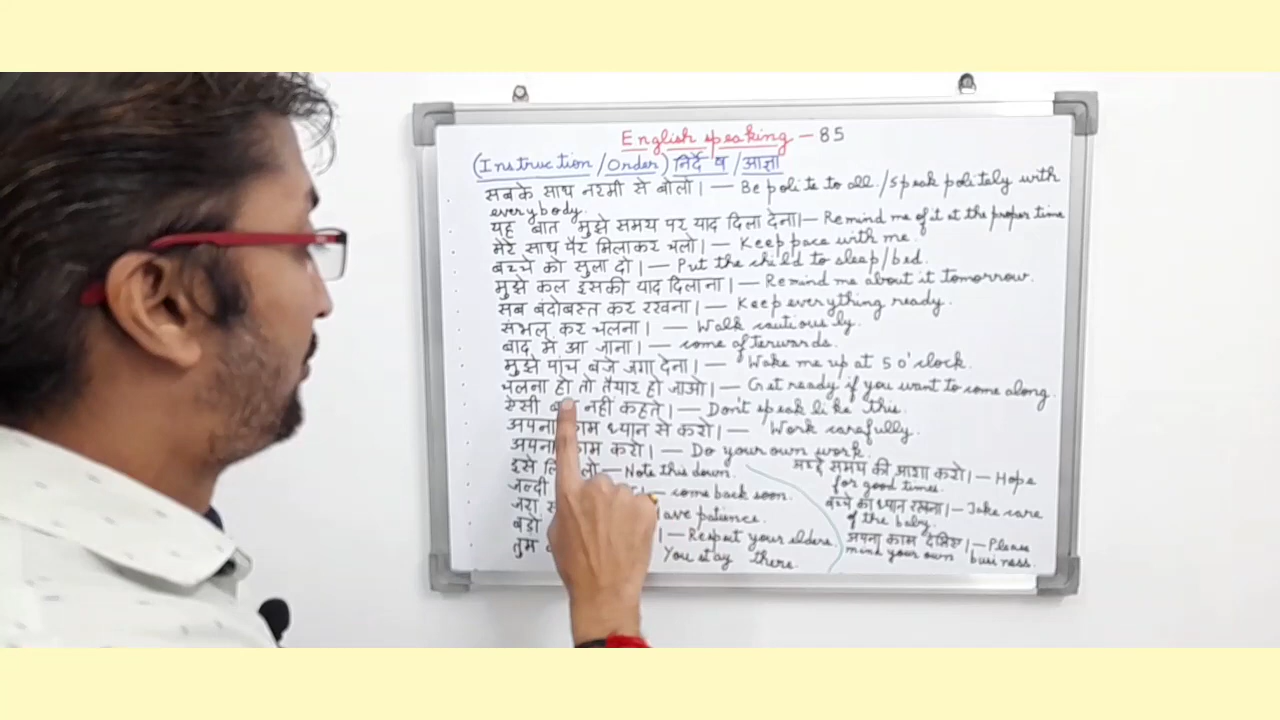 English speaking - 85
(Instruction/Order) निर्देष/आज्ञा
सबके साथ नरमी से बोलो। — Be polite to all./Speak politely with
everybody.
यह बात मुझे समय पर याद दिला देना। — Remind me of it at the proper time
मेरे साथ पैर मिलाकर चलो। — Keep pace with me.
बच्चे को सुला दो। — Put the child to sleep/bed.
मुझे कल इसकी याद दिलाना। — Remind me about it tomorrow.
सब बंदोबस्त कर रखना। — Keep everything ready.
संभल कर चलना। — Walk cautiously.
बाद में आ जाना। — come afterwards.
मुझे पांच बजे जगा देना। — Wake me up at 5 o'clock.
चलना हो तो तैयार हो जाओ। — Get ready if you want to come along.
ऐसी नहीं कहते। — Don't speak like this.
अपना काम ध्यान से करो। — Work carefully.
अपना काम करो। — Do your own work.
इसे — Note this down.
जल्दी — come back soon.
जरा patience.
बड़ो — Respect your elders.
तुम You stay there.
अच्छे समय की आशा करो। — Hope
for good times.
बच्चे का ध्यान रखना। — Take care
of the baby.
अपना काम देखिए। — Please
mind your own business.